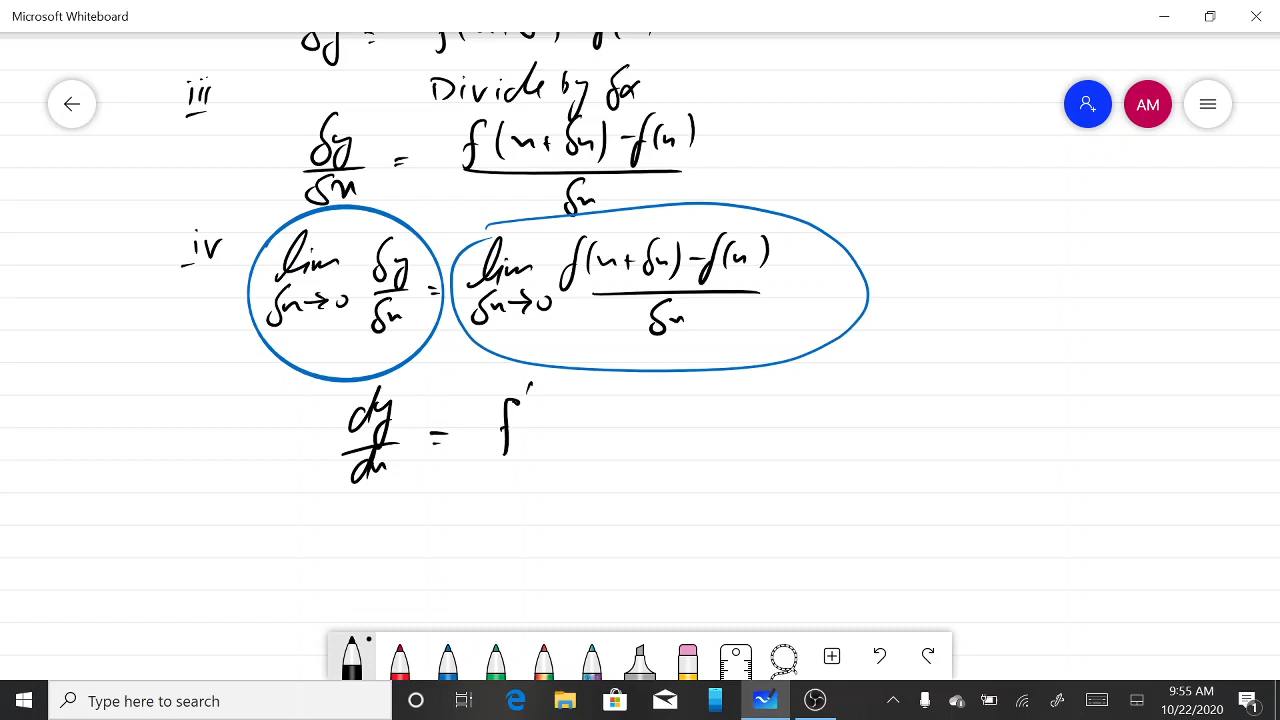 Microsoft Whiteboard
AM
iii Divide by δx
δy/δx = f(x+δx)-f(x)/δx
iv lim δx→0 δy/δx = lim δx→0 f(x+δx)-f(x)/δx
dy/dx = f'
Type here to search
9:55 AM
10/22/2020
1